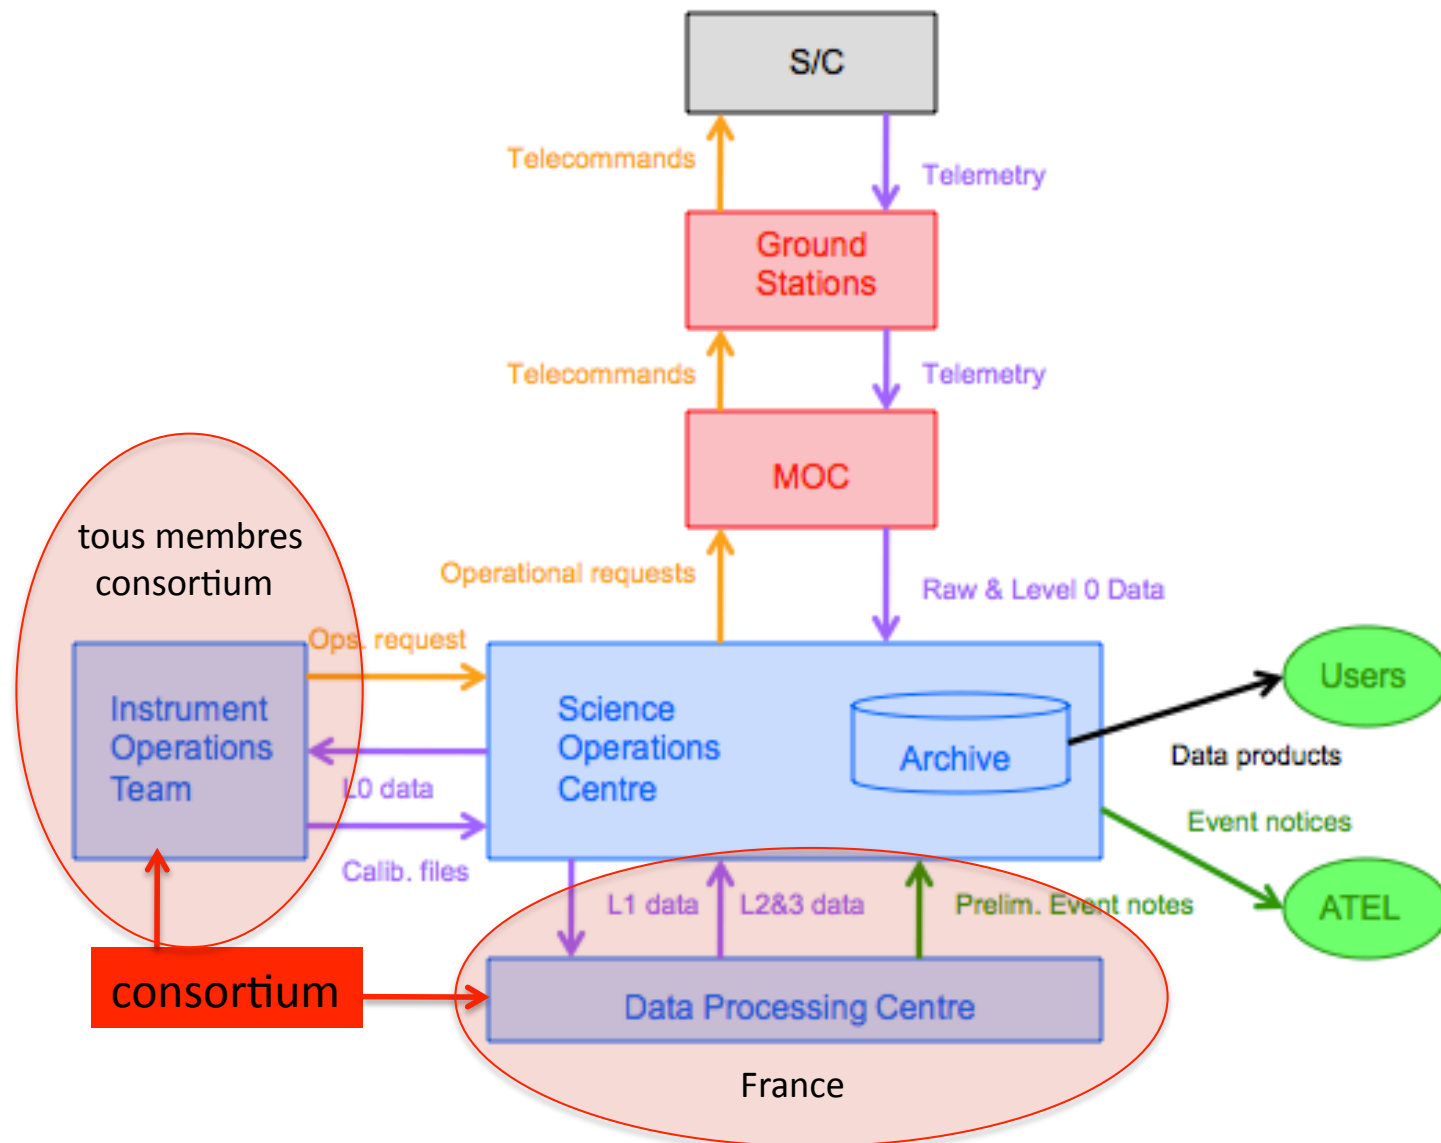 S/C
Telecommands
Telemetry
Ground
Stations
Telecommands
Telemetry
MOC
tous membres
consortium
Operational requests
Raw & Level 0 Data
Ops. request
Instrument
Operations
Team
L0 data
Calib. files
Science
Operations
Centre
Archive
Users
Data products
Event notices
ATEL
L1 data
L2&3 data
Prelim. Event notes
consortium
Data Processing Centre
France